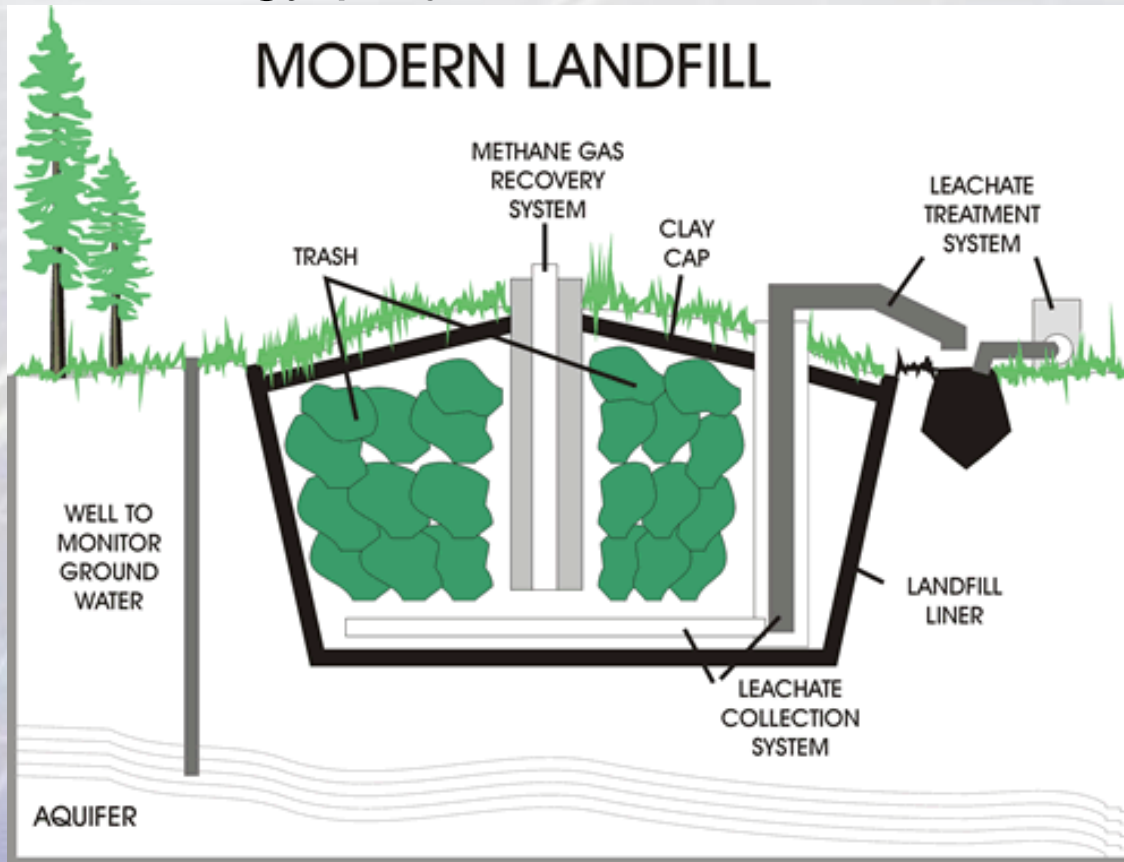 MODERN LANDFILL
METHANE GAS
RECOVERY
SYSTEM
LEACHATE
TREATMENT
SYSTEM
TRASH
CLAY
CAP
WELL TO
MONITOR
GROUND
WATER
LANDFILL
LINER
LEACHATE
COLLECTION
SYSTEM
AQUIFER